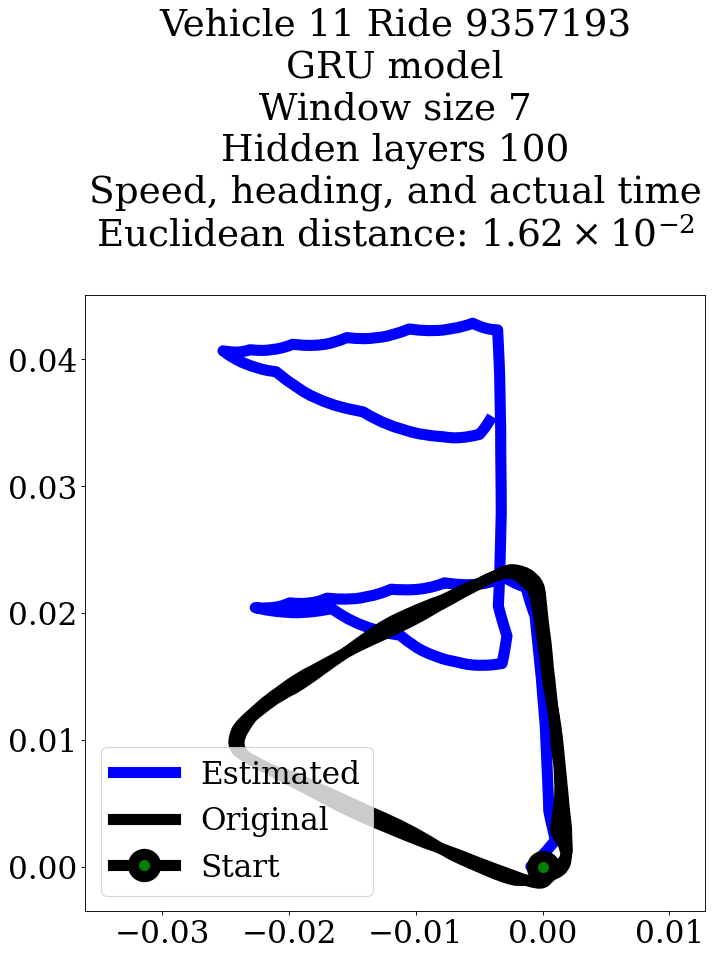 Vehicle 11 Ride 9357193
GRU model
Window size 7
Hidden layers 100
Speed, heading, and actual time
Euclidean distance: 1.62 × 10⁻²
0.04
0.03
0.02
0.01
0.00
Estimated
Original
Start
−0.03 −0.02 −0.01 0.00 0.01